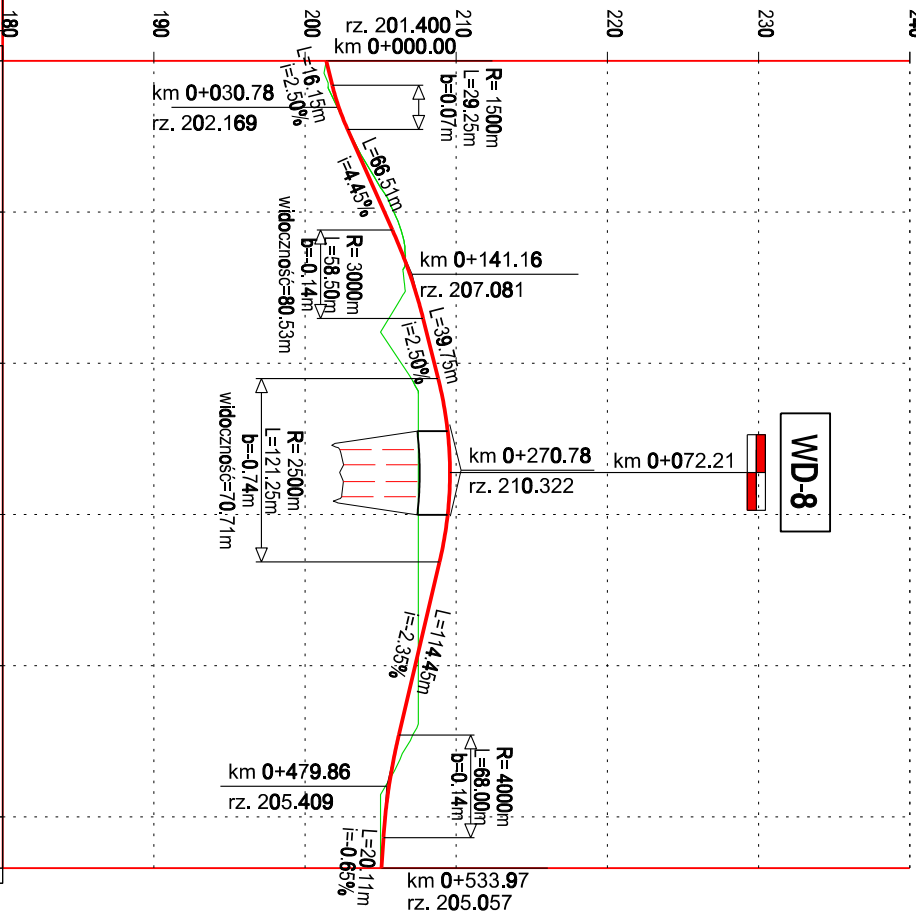 180
190
200
210
220
230
240
rz. 201.400
km 0+000.00
R= 1500m
L=29.25m
b=0.07m
L=16.15m
i=2.50%
km 0+030.78
rz. 202.169
L=66.51m
i=4.45%
R= 3000m
L=58.50m
b=-0.14m
widoczność=80.53m
km 0+141.16
rz. 207.081
L=39.75m
i=2.50%
R= 2500m
L=121.25m
b=-0.74m
widoczność=70.71m
km 0+270.78
rz. 210.322
km 0+072.21
WD-8
L=114.45m
i=-2.35%
R= 4000m
L=68.00m
b=0.14m
km 0+479.86
rz. 205.409
L=20.11m
i=-0.65%
km 0+533.97
rz. 205.057